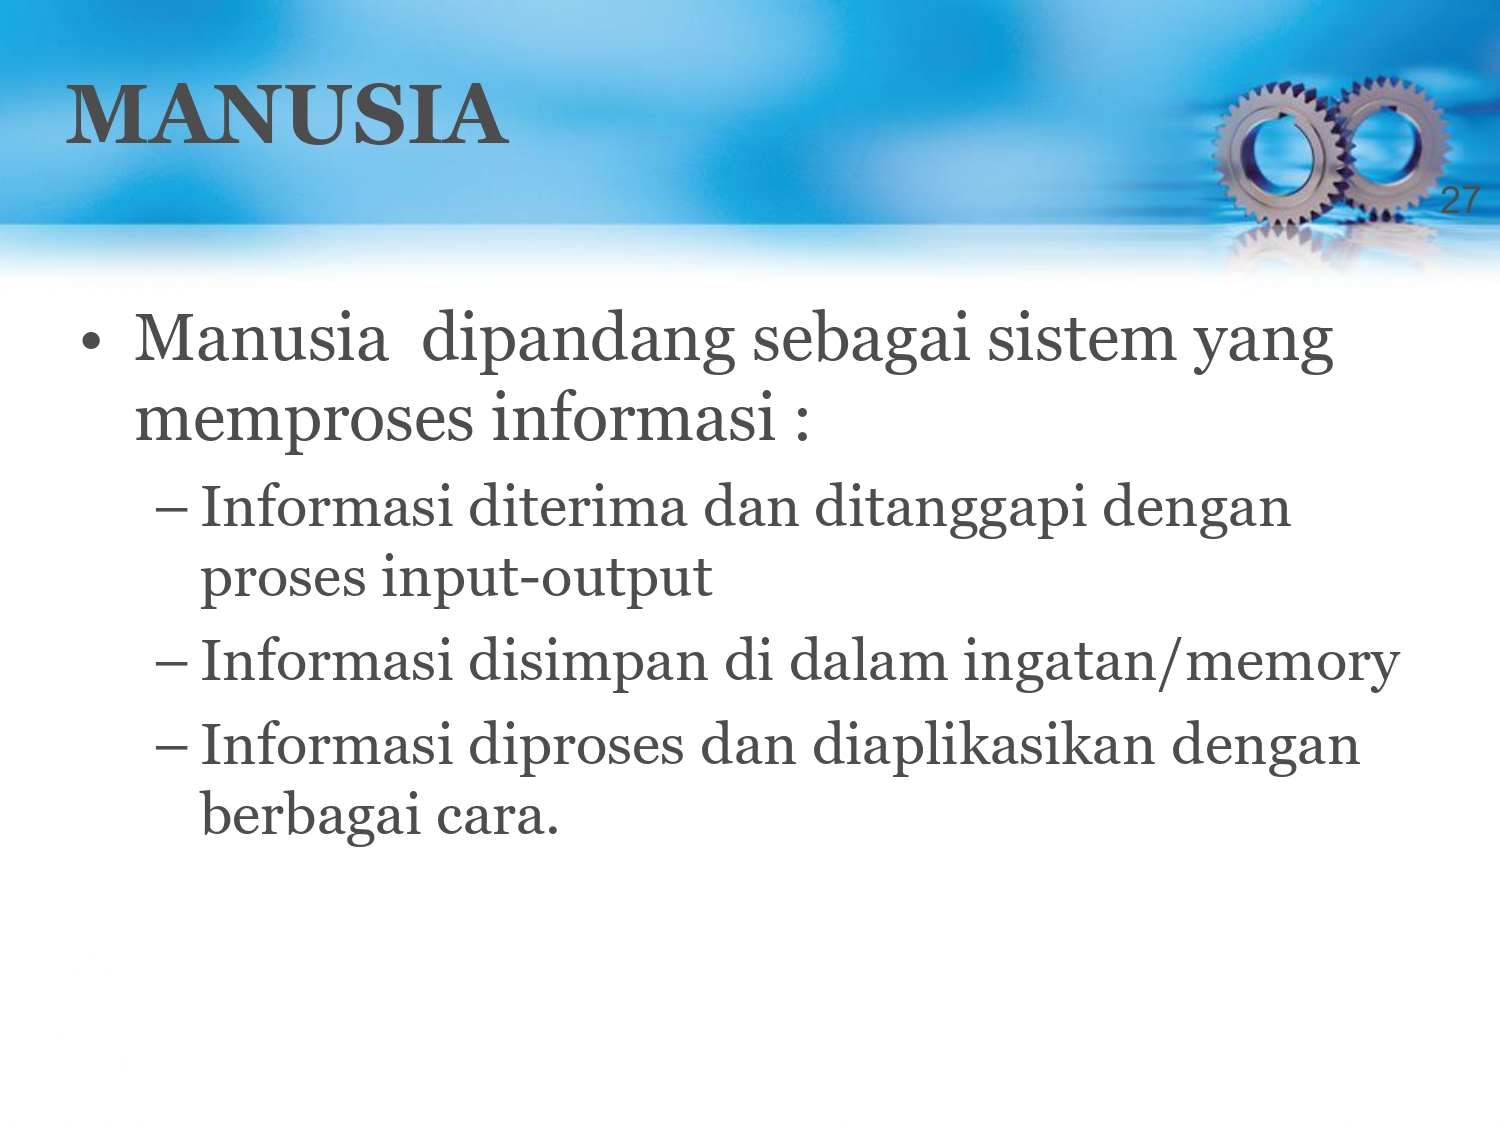 MANUSIA
27
• Manusia  dipandang sebagai sistem yang
memproses informasi :
– Informasi diterima dan ditanggapi dengan
proses input-output
– Informasi disimpan di dalam ingatan/memory
– Informasi diproses dan diaplikasikan dengan
berbagai cara.